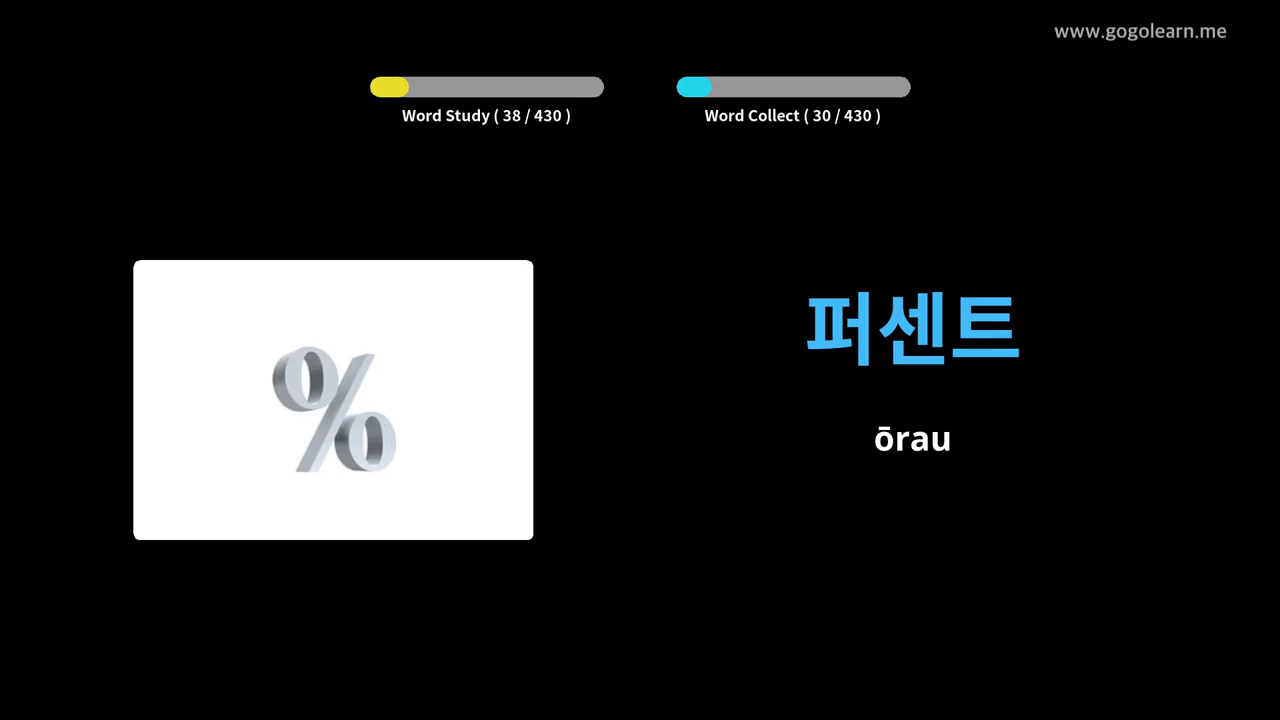 www.gogolearn.me
Word Study ( 38 / 430 )
Word Collect ( 30 / 430 )
%
퍼센트
ōrau